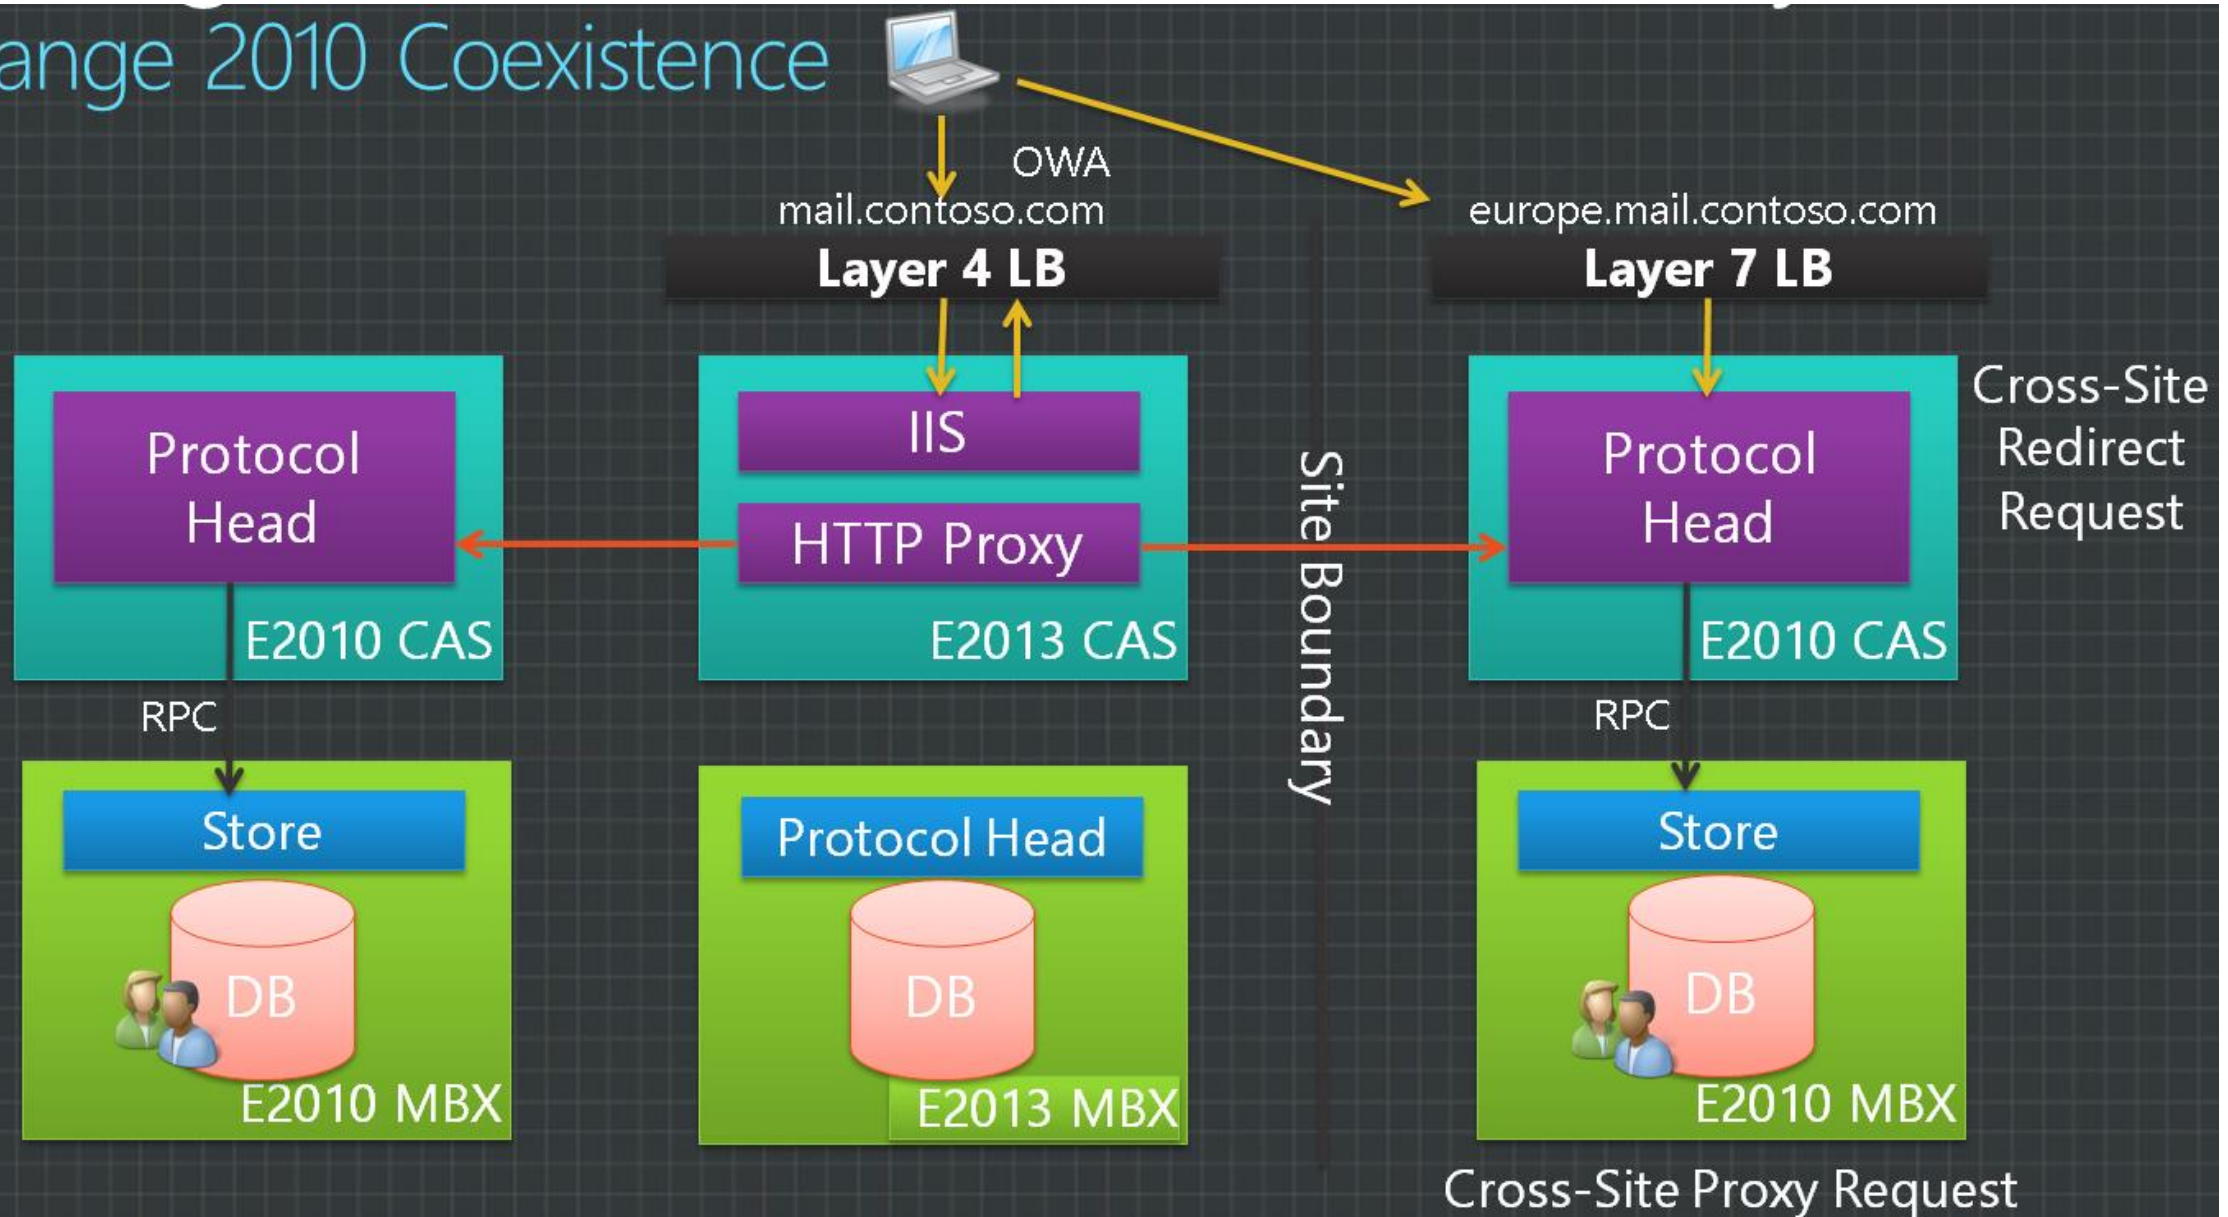 ange 2010 Coexistence
OWA
mail.contoso.com
europe.mail.contoso.com
Layer 4 LB
Layer 7 LB
Protocol
Head
E2010 CAS
IIS
HTTP Proxy
E2013 CAS
Site Boundary
Protocol
Head
E2010 CAS
Cross-Site
Redirect
Request
RPC
RPC
Store
DB
E2010 MBX
Protocol Head
DB
E2013 MBX
Store
DB
E2010 MBX
Cross-Site Proxy Request